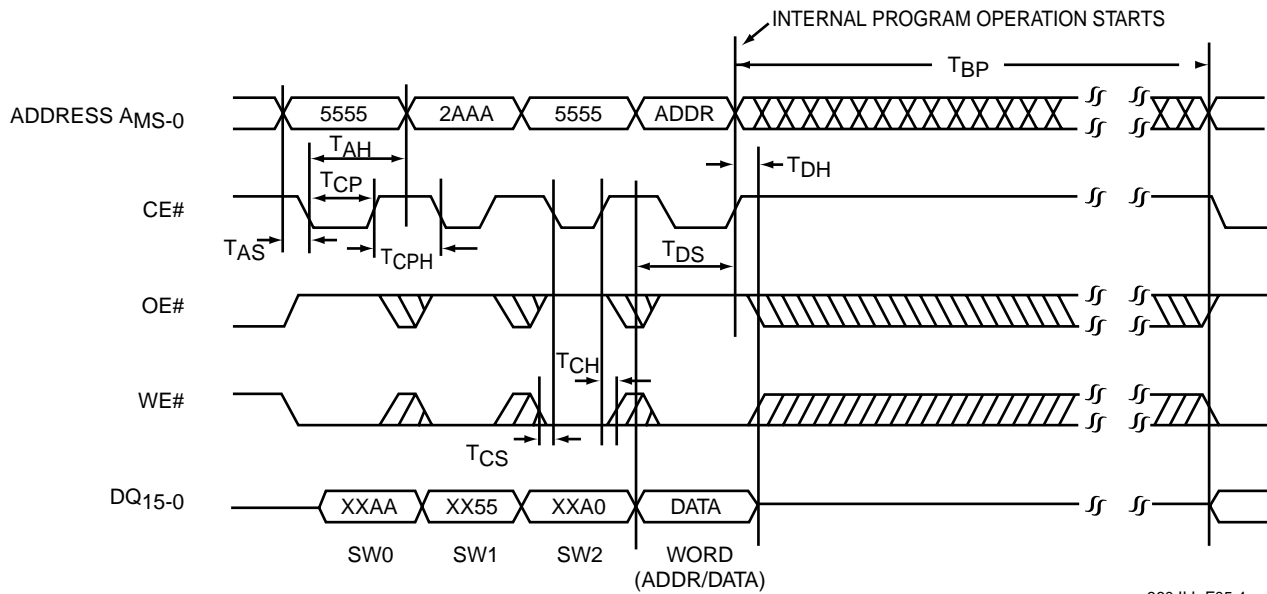 INTERNAL PROGRAM OPERATION STARTS
TBP
ADDRESS AMS-0
5555 2AAA 5555 ADDR
TAH
TDH
TCP
CE#
TAS
TCPH
TDS
OE#
TCH
WE#
TCS
DQ15-0
XXAA XX55 XXA0 DATA
SW0 SW1 SW2 WORD
(ADDR/DATA)